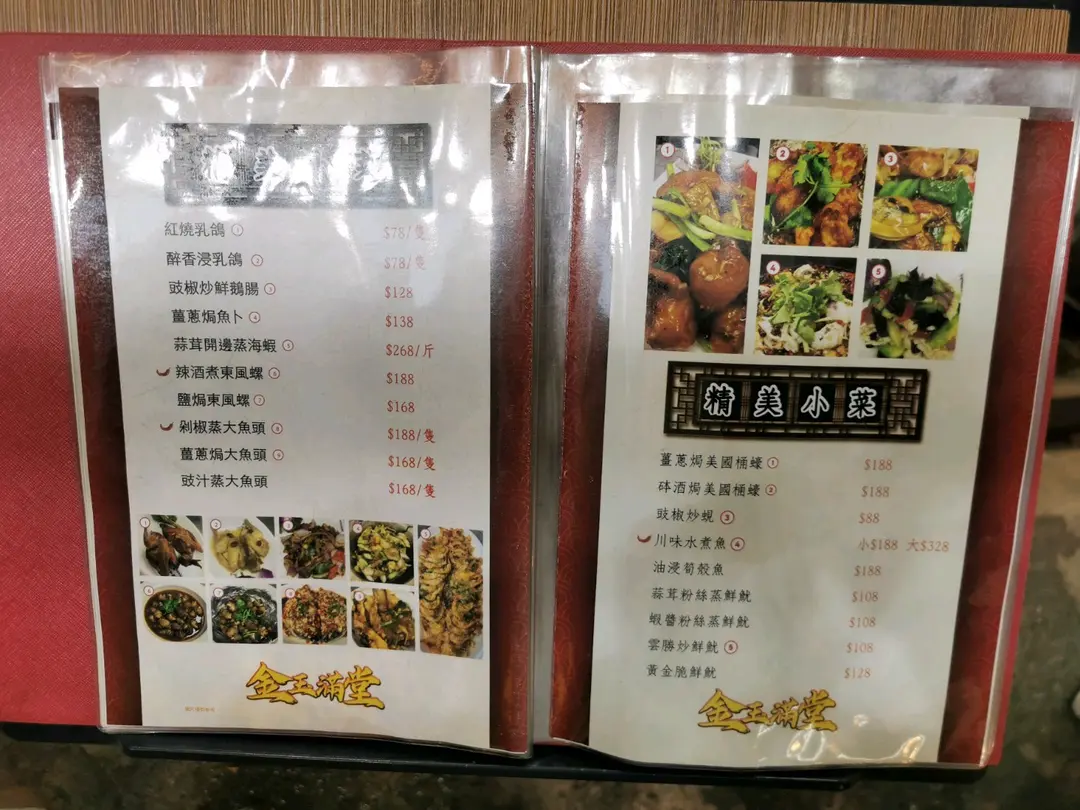 紅燒乳鴿 ① $78/隻
醉香浸乳鴿 ② $78/隻
豉椒炒鮮鵝腸 ③ $128
薑蔥焗魚卜 ④ $138
蒜茸開邊蒸海蝦 ⑤ $268/斤
辣酒煮東風螺 ⑥ $188
鹽焗東風螺 ⑦ $168
剁椒蒸大魚頭 ⑧ $188/隻
薑蔥焗大魚頭 ⑨ $168/隻
豉汁蒸大魚頭 $168/隻
金玉滿堂
精美小菜
薑蔥焗美國桶蠔 ① $188
砵酒焗美國桶蠔 ② $188
豉椒炒蜆 ③ $88
川味水煮魚 ④ 小$188 大$328
油浸筍殼魚 $188
蒜茸粉絲蒸鮮魷 $108
蝦醬粉絲蒸鮮魷 $108
雲勝炒鮮魷 ⑤ $108
黃金脆鮮魷 $128
金玉滿堂